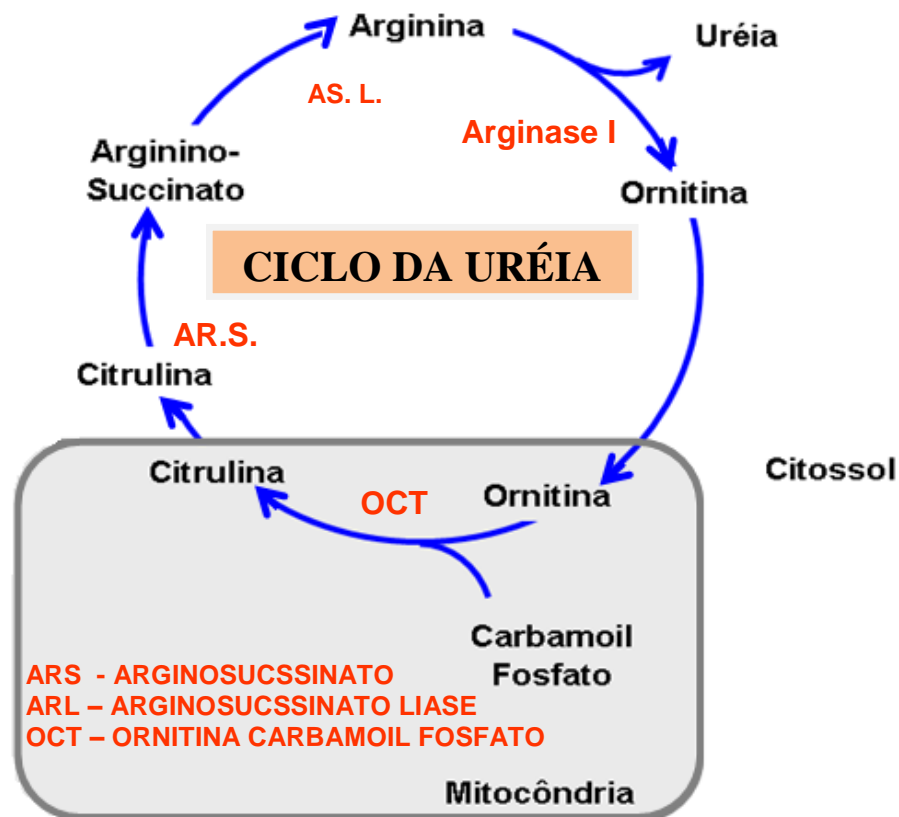 Arginina
Uréia
AS. L.
Arginase I
Arginino-
Succinato
Ornitina
CICLO DA URÉIA
AR.S.
Citrulina
Citrulina
OCT
Ornitina
Citossol
Carbamoil
Fosfato
ARS - ARGINOSUCSSINATO
ARL – ARGINOSUCSSINATO LIASE
OCT – ORNITINA CARBAMOIL FOSFATO
Mitocôndria